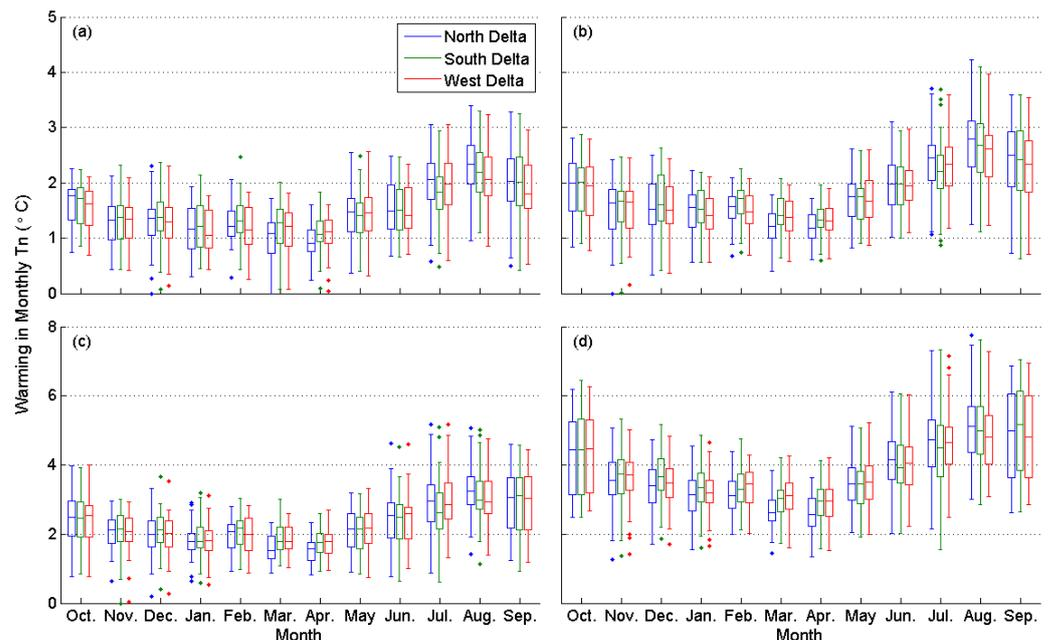 (a)
North Delta
South Delta
West Delta
(b)
5
4
3
2
1
0
Warming in Monthly Tn (°C)
(c)
(d)
8
6
4
2
0
Oct. Nov. Dec. Jan. Feb. Mar. Apr. May Jun. Jul. Aug. Sep.
Month
Oct. Nov. Dec. Jan. Feb. Mar. Apr. May Jun. Jul. Aug. Sep.
Month